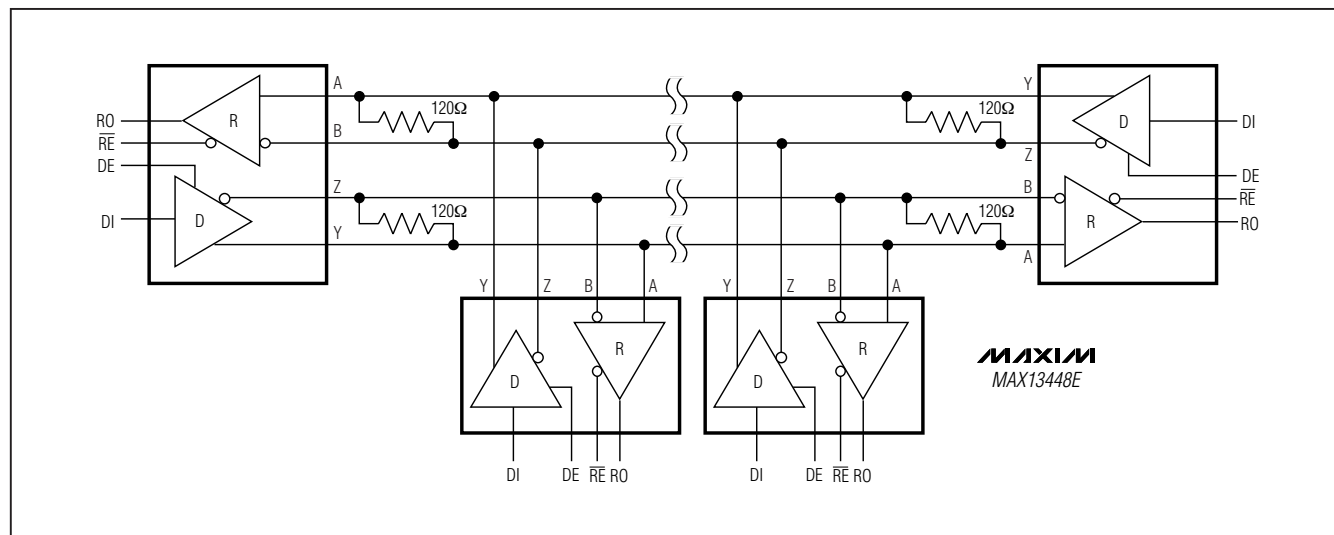 A
Y
120Ω
120Ω
RO
R
D
DI
RE
B
Z
DE
DE
Z
B
RE
120Ω
120Ω
DI
D
R
RO
Y
A
Y
Z
B
A
Y
Z
B
A
R
R
D
D
MAXIM
MAX13448E
DI
DE
RE
RO
DI
DE
RE
RO